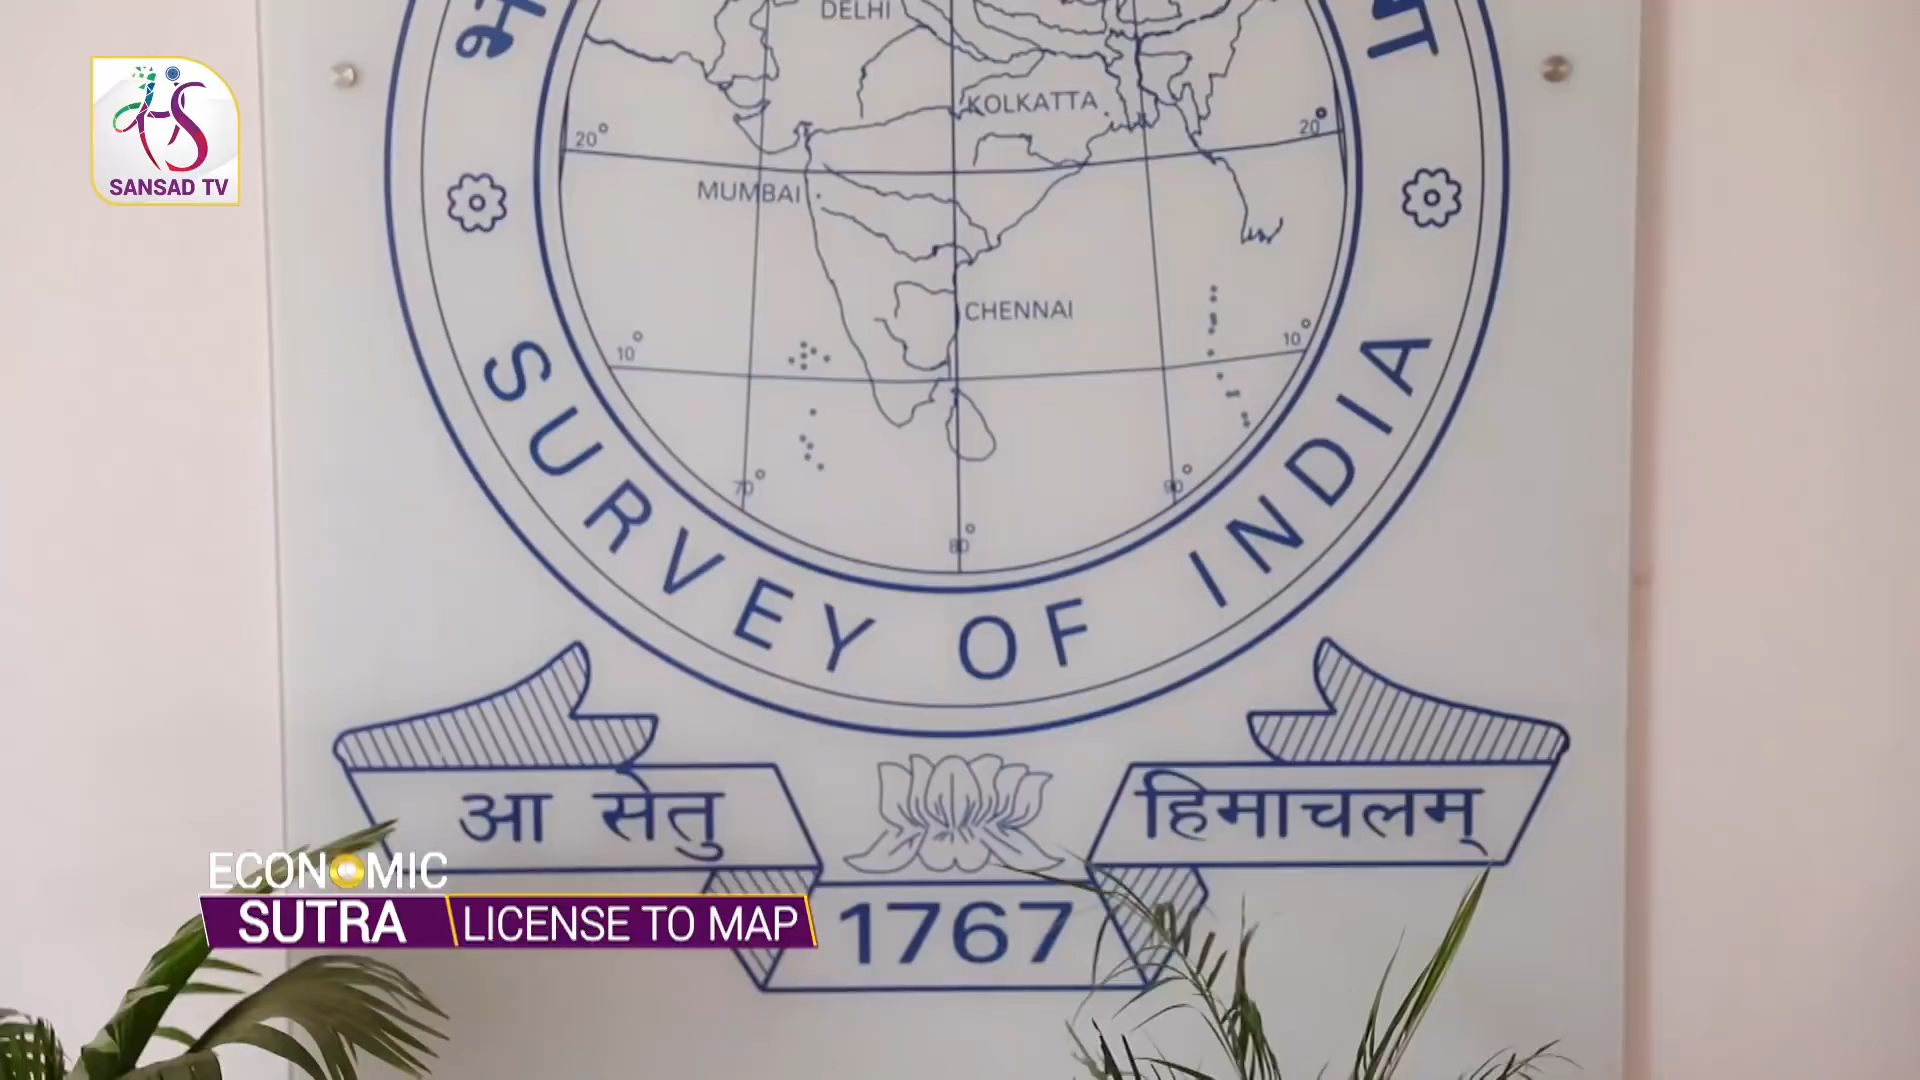 DELHI
KOLKATTA
20°
20°
MUMBAI
CHENNAI
10°
10°
70°
90°
80°
SURVEY OF INDIA
आ सेतु
हिमाचलम्
1767
SANSAD TV
ECONOMIC
SUTRA
LICENSE TO MAP